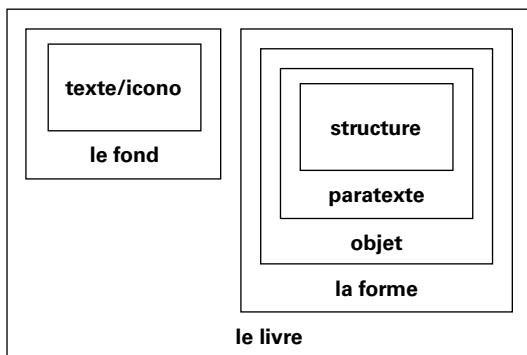 texte/icono
le fond
structure
paratexte
objet
la forme
le livre